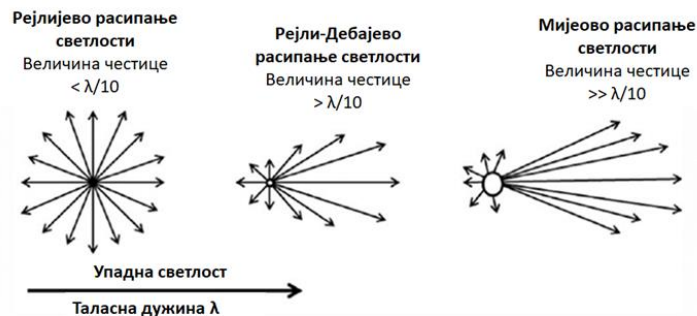 Рејлијево расипање
светлости
Величина честице
< λ/10
Рејли-Дебајево
расипање светлости
Величина честице
> λ/10
Мијеово расипање
светлости
Величина честице
>> λ/10
Упадна светлост
Таласна дужина λ